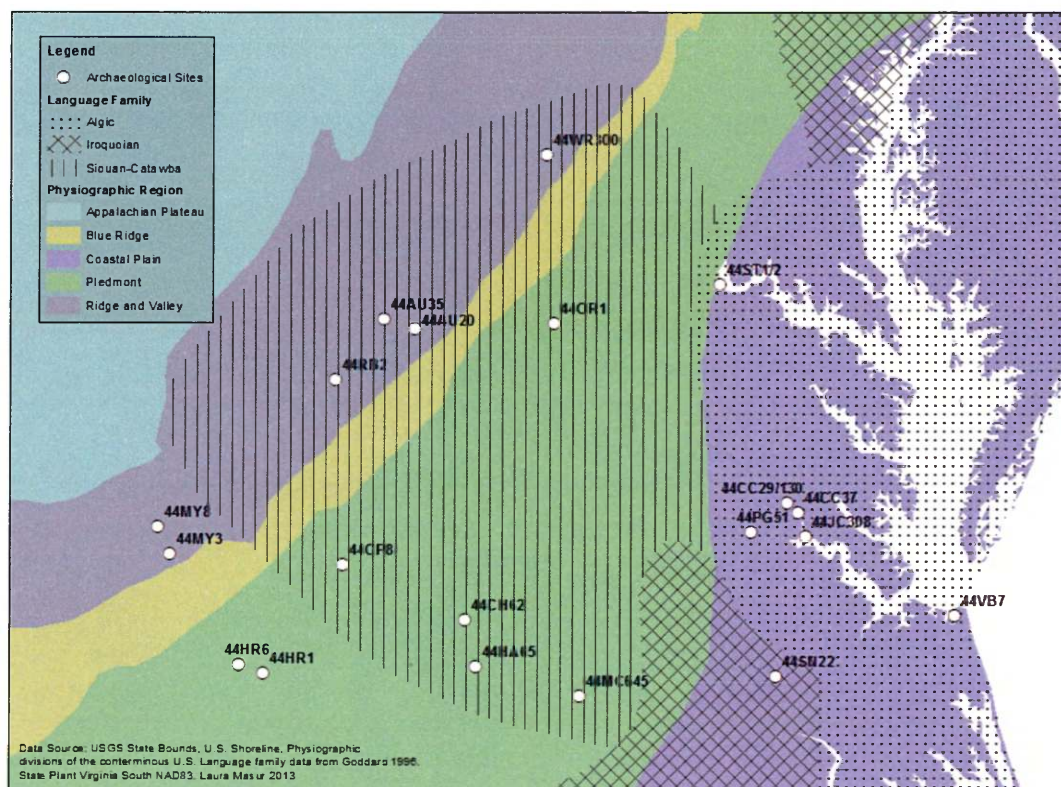 Legend
Archaeological Sites
Language Family
Algic
Iroquoian
Siouan-Catawba
Physiographic Region
Appalachian Plateau
Blue Ridge
Coastal Plain
Piedmont
Ridge and Valley
44WR300
44ST1/2
44AU35
44AU20
44OR1
44RB2
44CC29/130
44CC37
44PG51
44JC308
44MY8
44MY3
44CF8
44CH62
44VB7
44HR6
44HR1
44HA65
44SN22
44MC645
Data Source: USGS State Bounds, U.S. Shoreline, Physiographic
divisions of the conterminous U.S. Language family data from Goddard 1996.
State Plant Virginia South NAD83. Laura Masur 2013